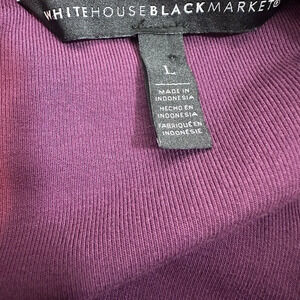 WHITEHOUSEBLACKMARKET®
L
MADE IN
INDONESIA
HECHO EN
INDONESIA
FABRIQUÉ EN
INDONÉSIE